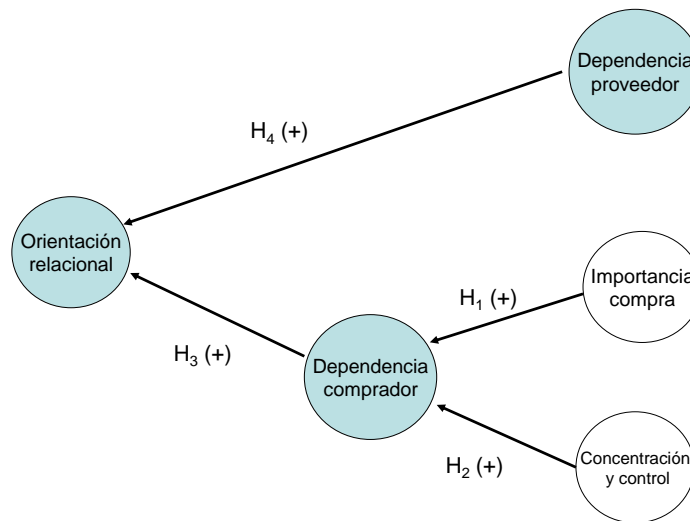 Dependencia
proveedor
H4 (+)
Orientación
relacional
Importancia
compra
H1 (+)
H3 (+)
Dependencia
comprador
H2 (+)
Concentración
y control